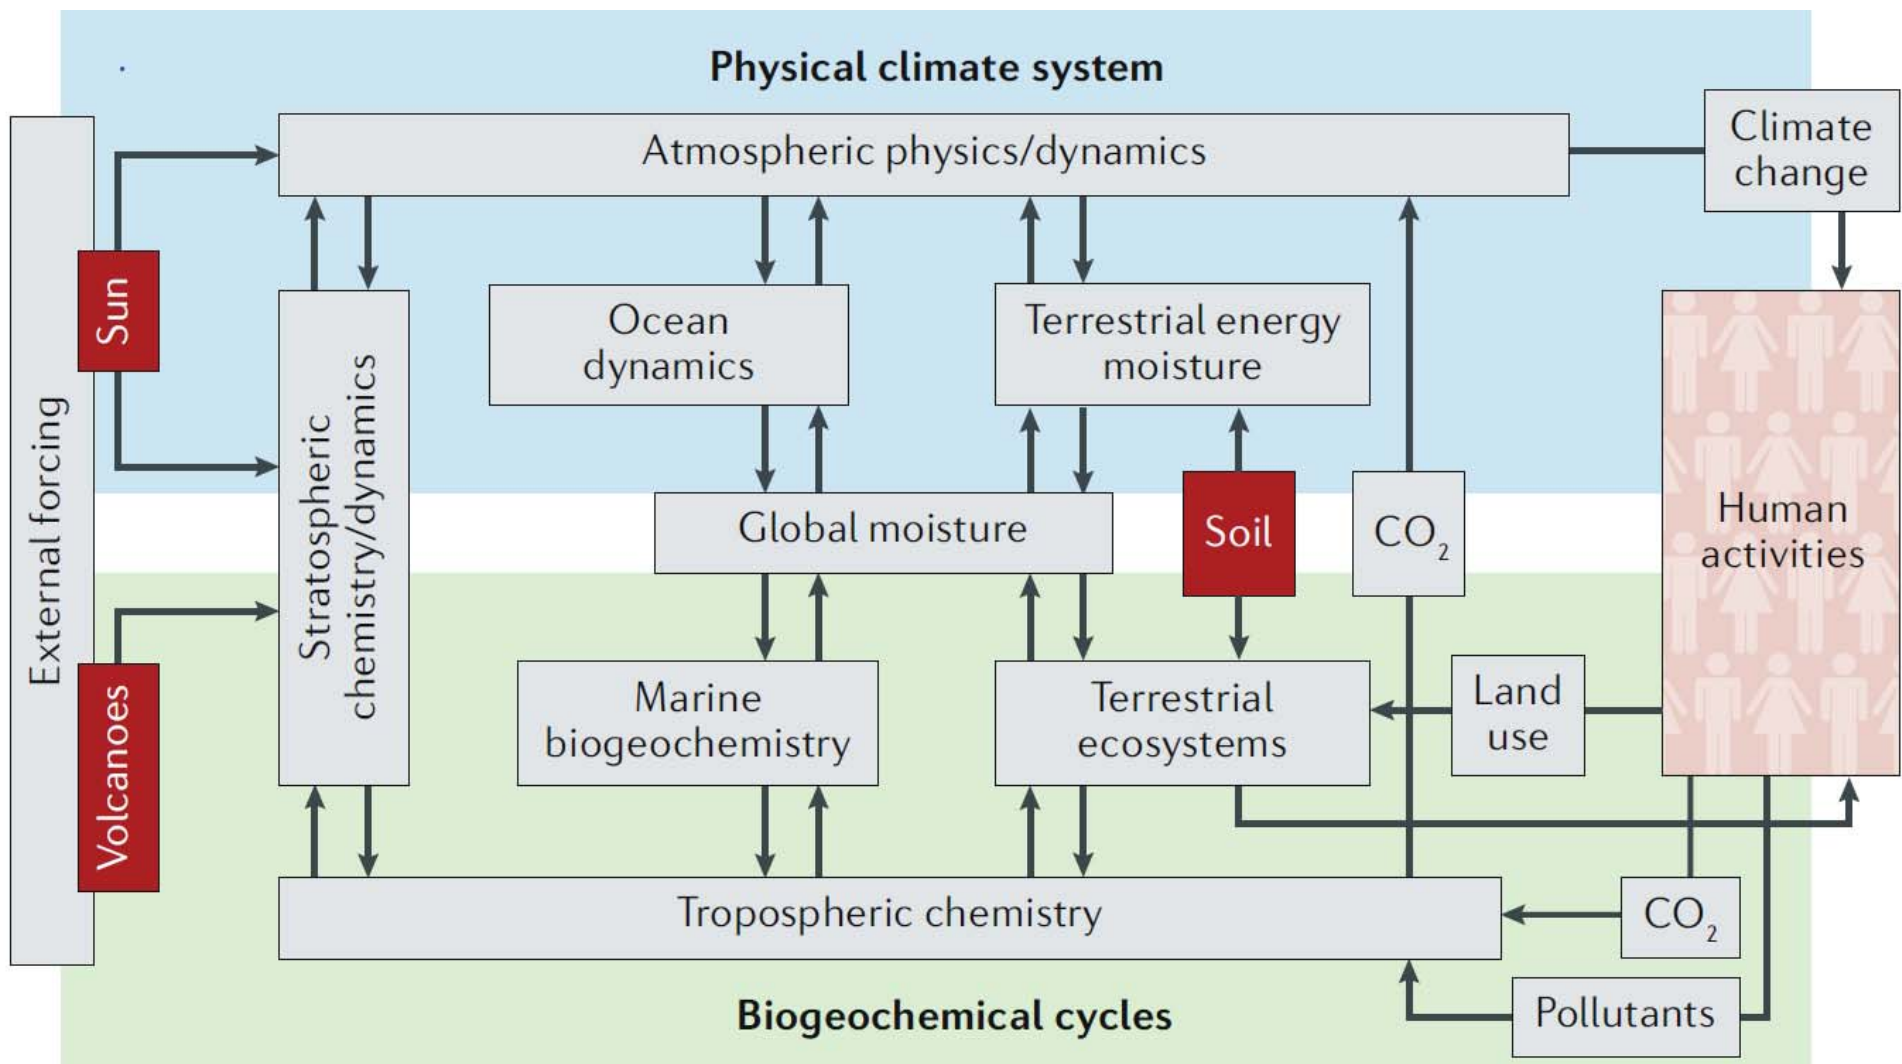 Physical climate system
Atmospheric physics/dynamics
Climate
change
Sun
External forcing
Volcanoes
Stratospheric
chemistry/dynamics
Ocean
dynamics
Terrestrial energy
moisture
Global moisture
Soil
CO₂
Human
activities
Marine
biogeochemistry
Terrestrial
ecosystems
Land
use
Tropospheric chemistry
CO₂
Pollutants
Biogeochemical cycles